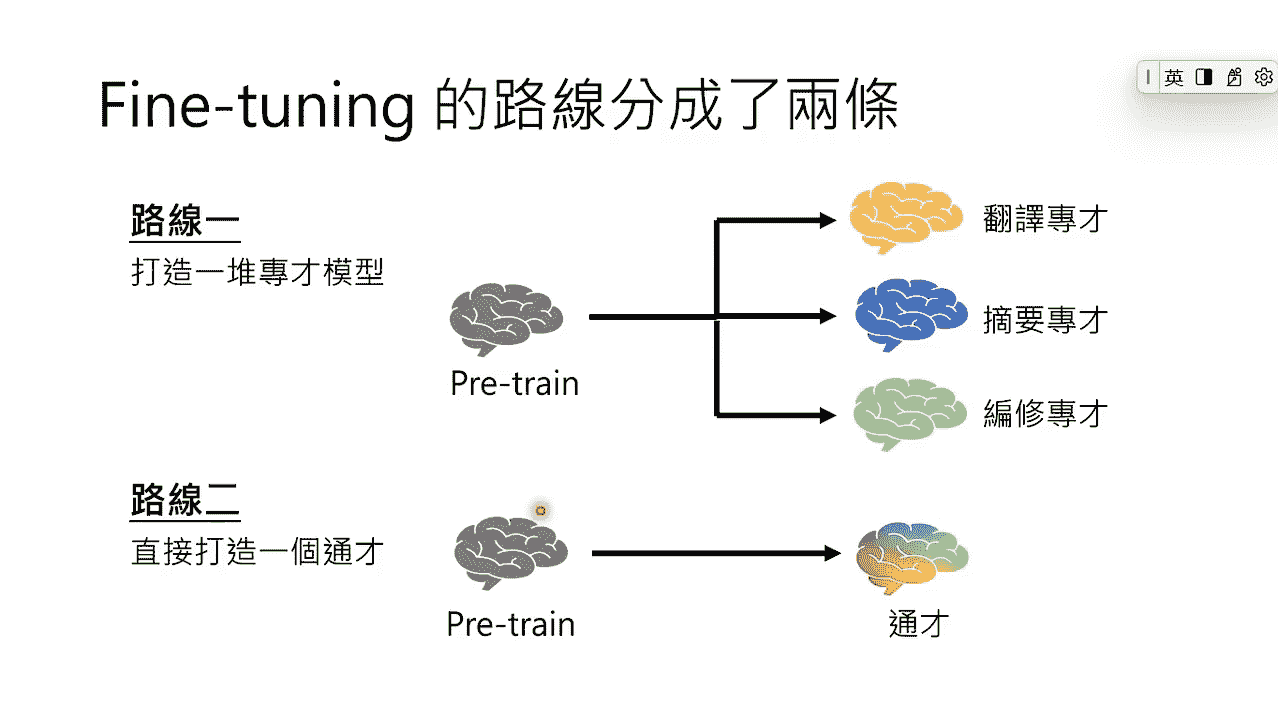 Fine-tuning 的路線分成了兩條
英
路線一
打造一堆專才模型
Pre-train
翻譯專才
摘要專才
編修專才
路線二
直接打造一個通才
Pre-train
通才